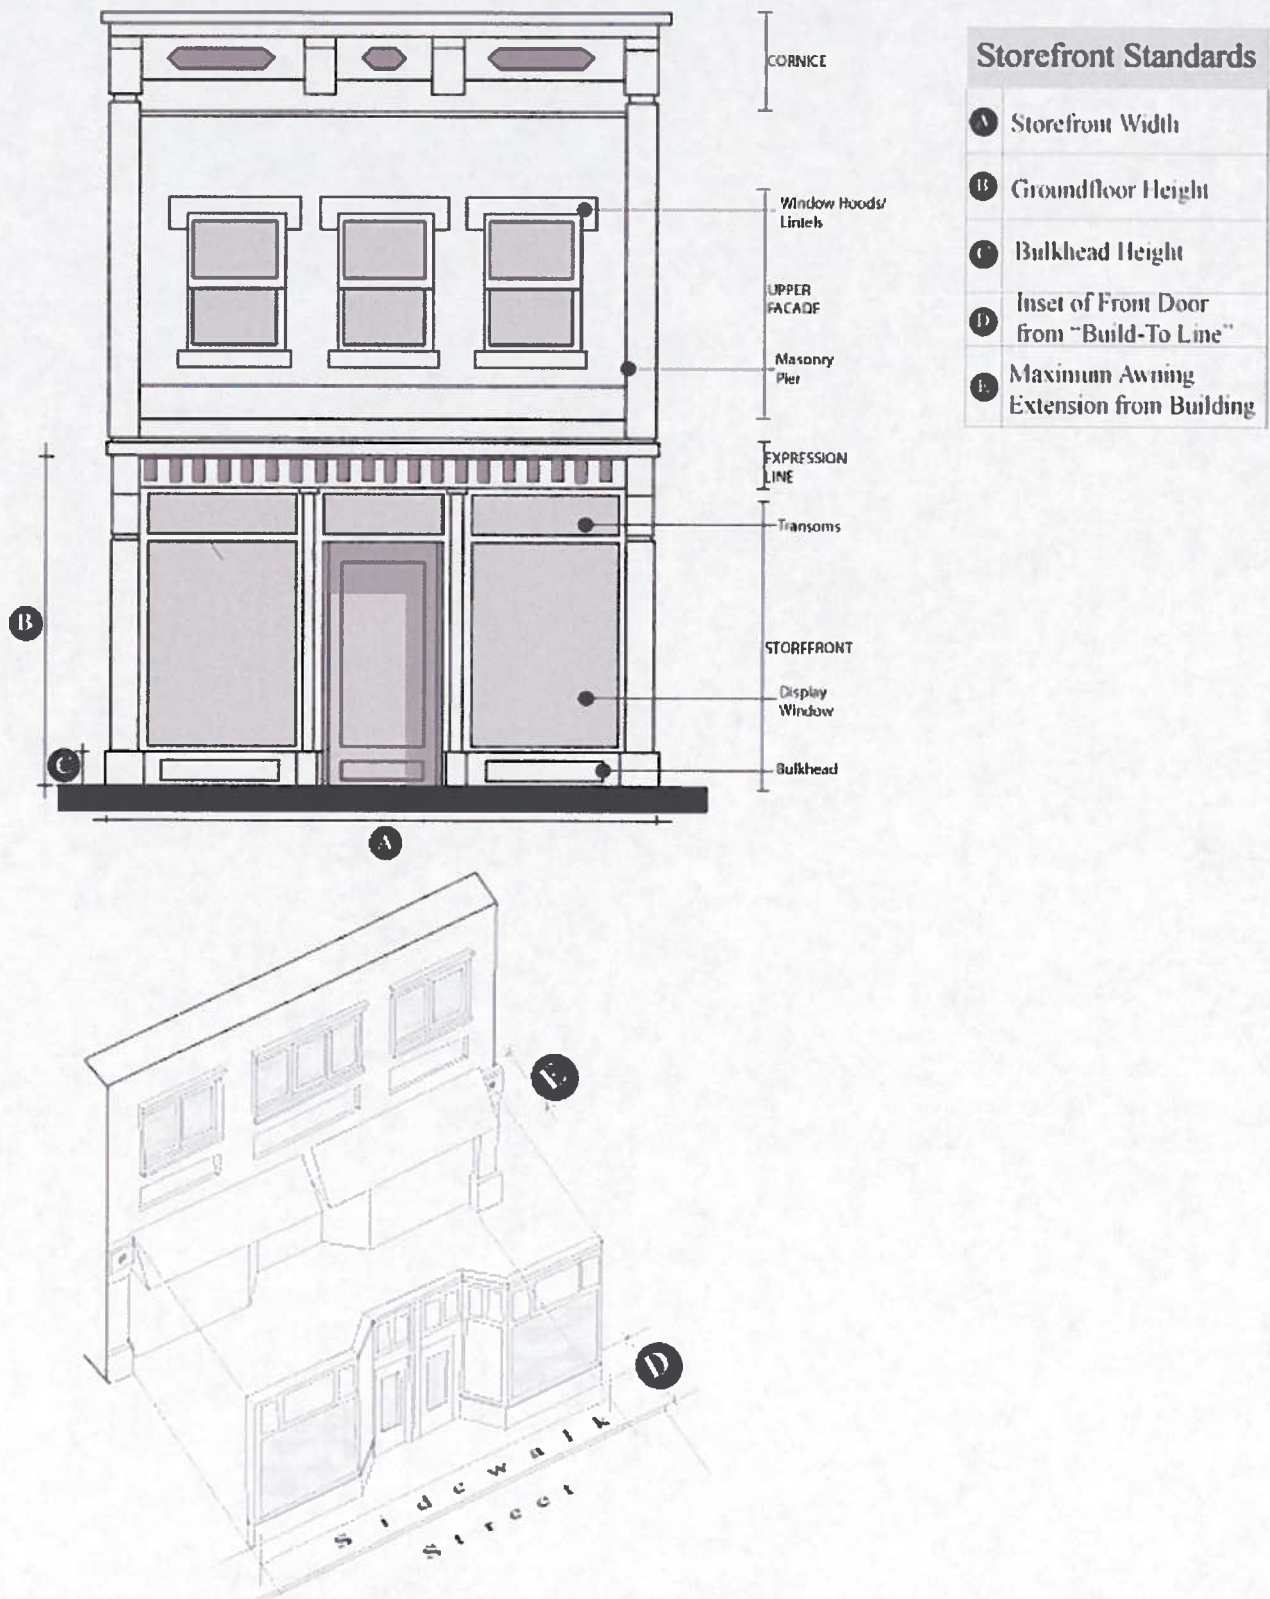 CORNICE
Window Hoods/
Lintels
UPPER
FACADE
Masonry
Pier
EXPRESSION
LINE
Transoms
STOREFRONT
Display
Window
Bulkhead
B
C
A
Storefront Standards
A Storefront Width
B Groundfloor Height
C Bulkhead Height
D Inset of Front Door
from "Build-To Line"
E Maximum Awning
Extension from Building
E
D
Sidewalk
Street